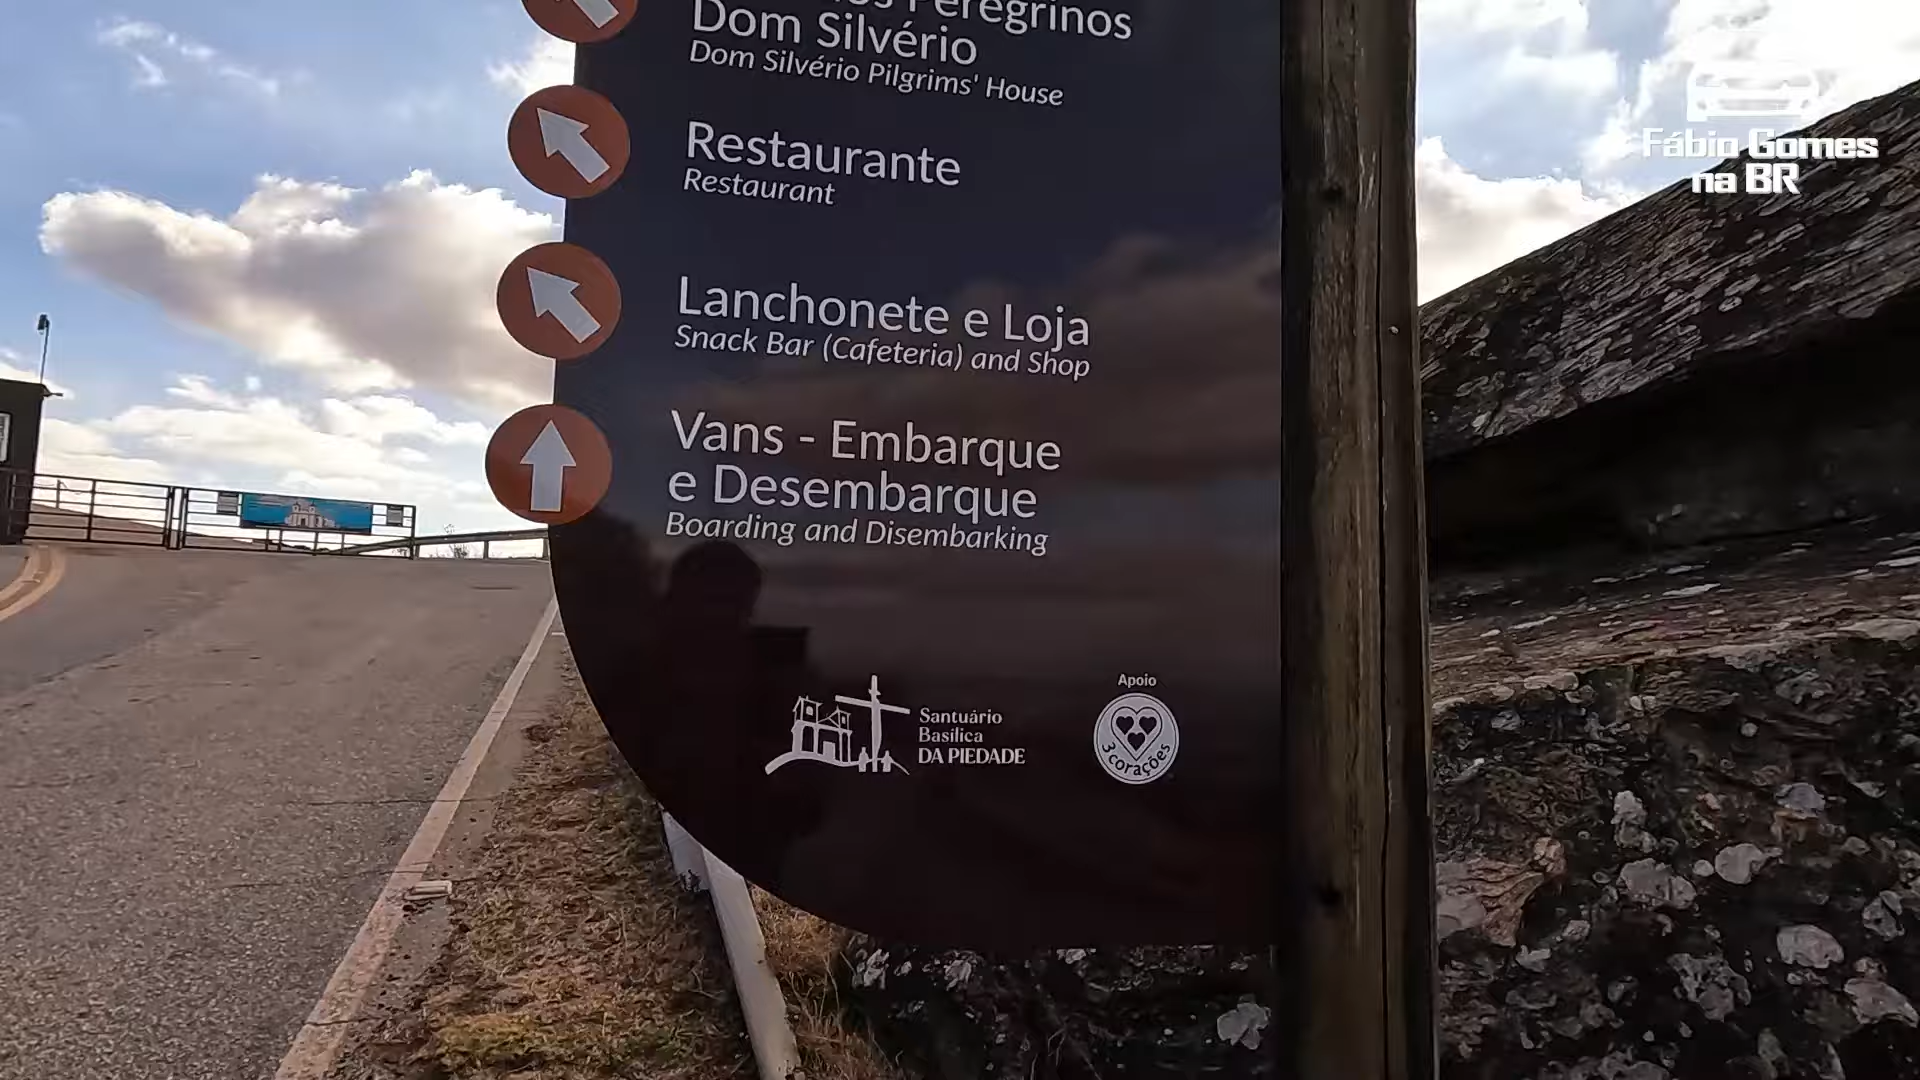 Peregrinos
Dom Silvério
Dom Silvério Pilgrims' House
Restaurante
Restaurant
Lanchonete e Loja
Snack Bar (Cafeteria) and Shop
Vans - Embarque
e Desembarque
Boarding and Disembarking
Santuário
Basílica
DA PIEDADE
Apoio
3 corações
Fábio Gomes
na BR